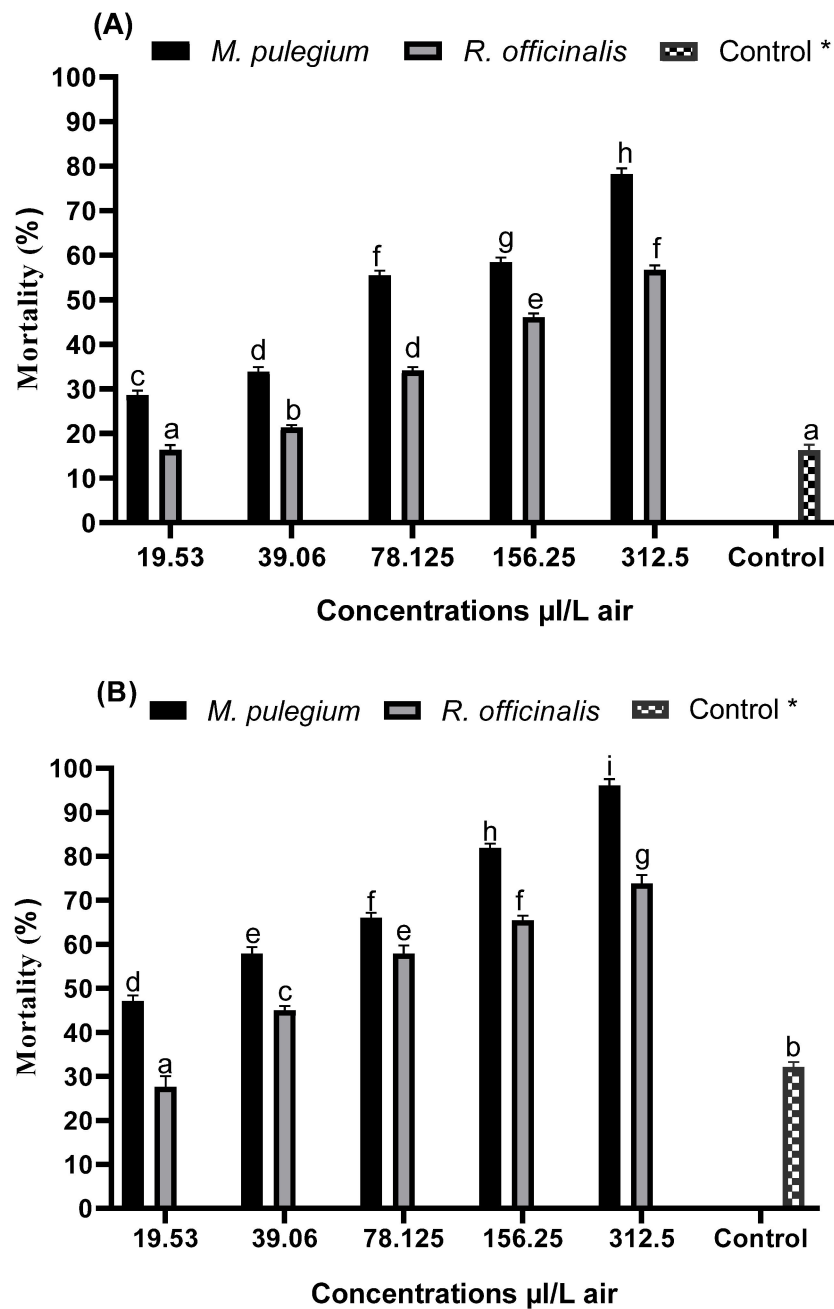 (A)
M. pulegium R. officinalis Control *
100
90
80
70
60
50
40
30
20
10
0
Mortality (%)
c a d b f d g e h f a
19.53 39.06 78.125 156.25 312.5 Control
Concentrations µl/L air
(B)
M. pulegium R. officinalis Control *
100
90
80
70
60
50
40
30
20
10
0
Mortality (%)
d a e c f e h f i g b
19.53 39.06 78.125 156.25 312.5 Control
Concentrations µl/L air